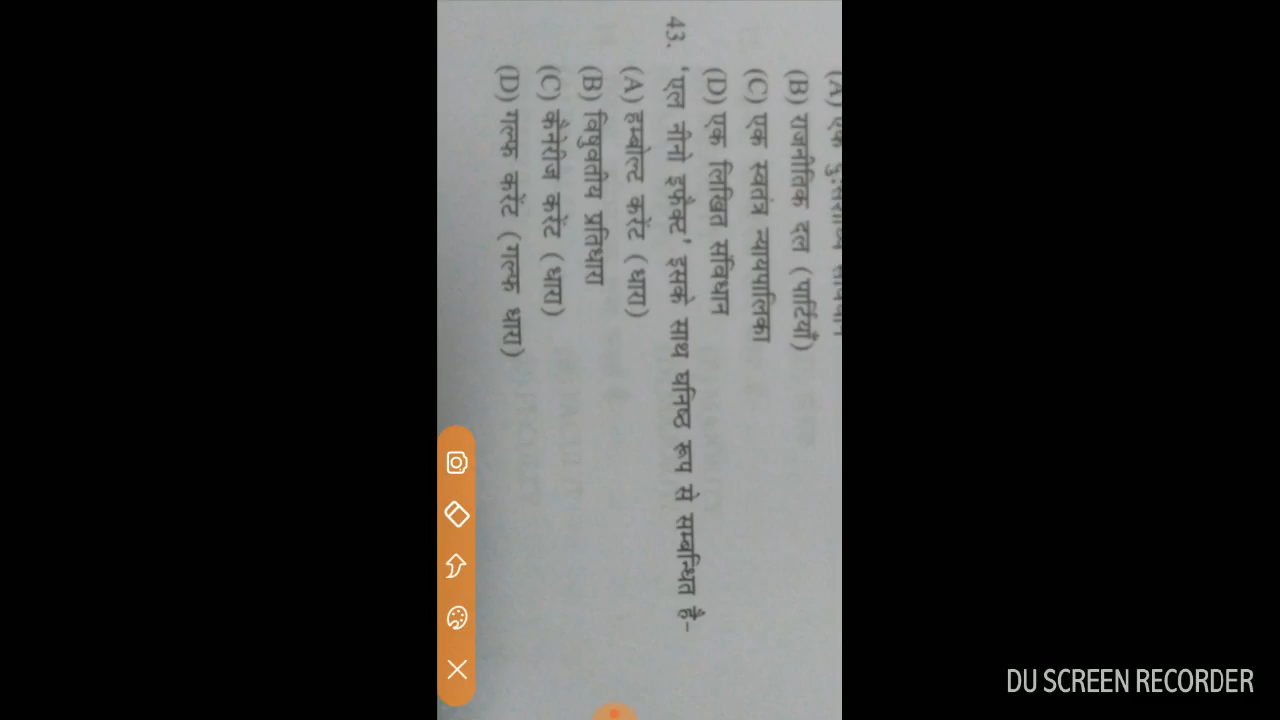 (B) राजनीतिक दल (पार्टियाँ)
(C) एक स्वतंत्र न्यायपालिका
(D) एक लिखित संविधान
43. 'एल नीनो इफैक्ट' इसके साथ घनिष्ठ रूप से सम्बन्धित है-
(A) हम्बोल्ट करेंट (धारा)
(B) विषुवतीय प्रतिधारा
(C) कैनेरीज करेंट (धारा)
(D) गल्फ करेंट (गल्फ धारा)
DU SCREEN RECORDER